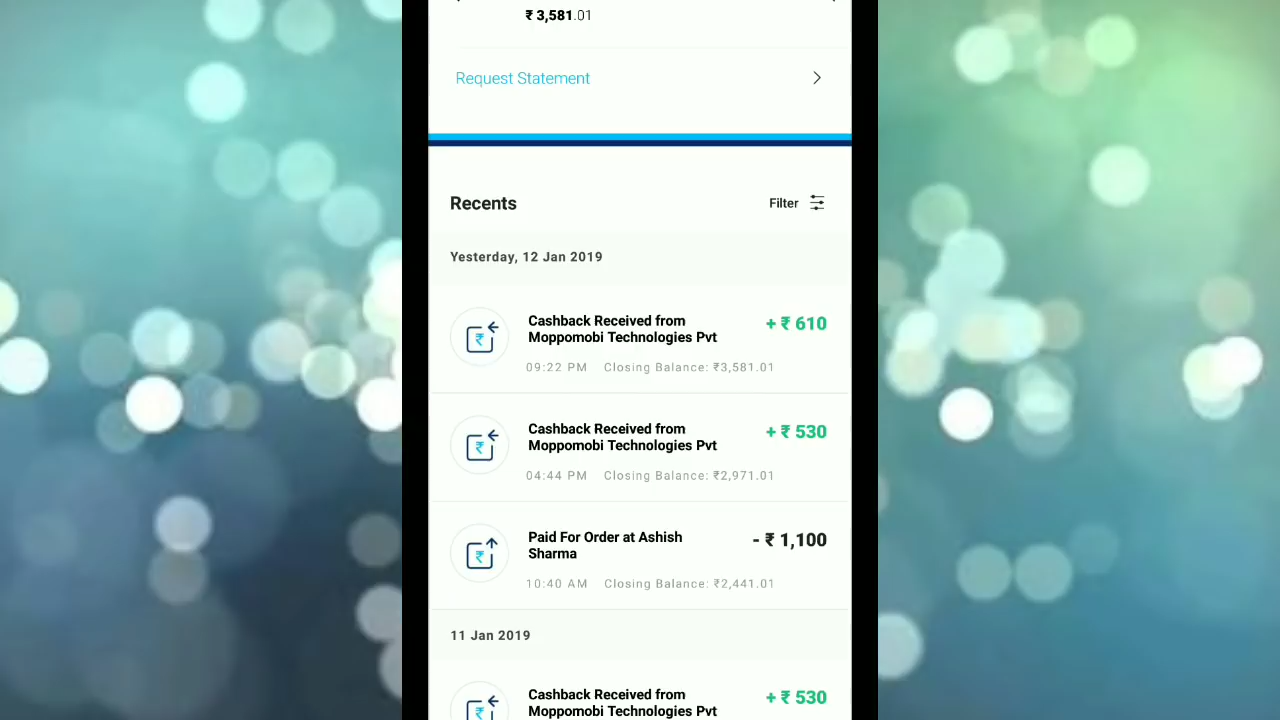 ₹ 3,581.01
Request Statement
Recents
Filter
Yesterday, 12 Jan 2019
Cashback Received from
Moppomobi Technologies Pvt
+ ₹ 610
09:22 PM Closing Balance: ₹3,581.01
Cashback Received from
Moppomobi Technologies Pvt
+ ₹ 530
04:44 PM Closing Balance: ₹2,971.01
Paid For Order at Ashish
Sharma
- ₹ 1,100
10:40 AM Closing Balance: ₹2,441.01
11 Jan 2019
Cashback Received from
Moppomobi Technologies Pvt
+ ₹ 530